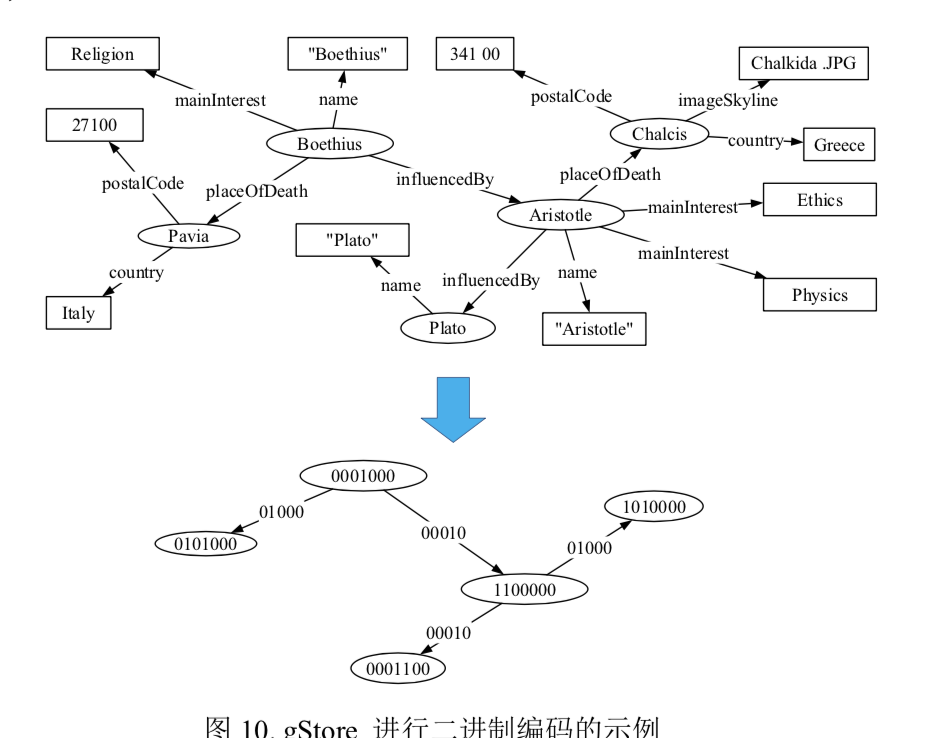 Religion
"Boethius"
341 00
Chalkida .JPG
mainInterest
name
postalCode
imageSkyline
27100
Boethius
Chalcis
country
Greece
postalCode
placeOfDeath
influencedBy
placeOfDeath
mainInterest
Ethics
Pavia
"Plato"
Aristotle
mainInterest
country
name
influencedBy
name
Physics
Italy
Plato
"Aristotle"
0001000
01000
00010
1010000
0101000
01000
1100000
00010
0001100
图 10. gStore 进行二进制编码的示例